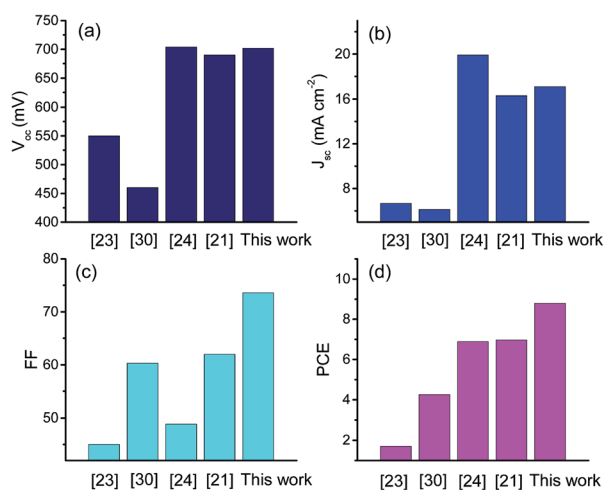 (a)
V_cc (mV)
750
700
650
600
550
500
450
400
[23] [30] [24] [21] This work
(b)
J_sc (mA cm⁻²)
20
16
12
8
[23] [30] [24] [21] This work
(c)
FF
80
70
60
50
[23] [30] [24] [21] This work
(d)
PCE
10
8
6
4
2
[23] [30] [24] [21] This work